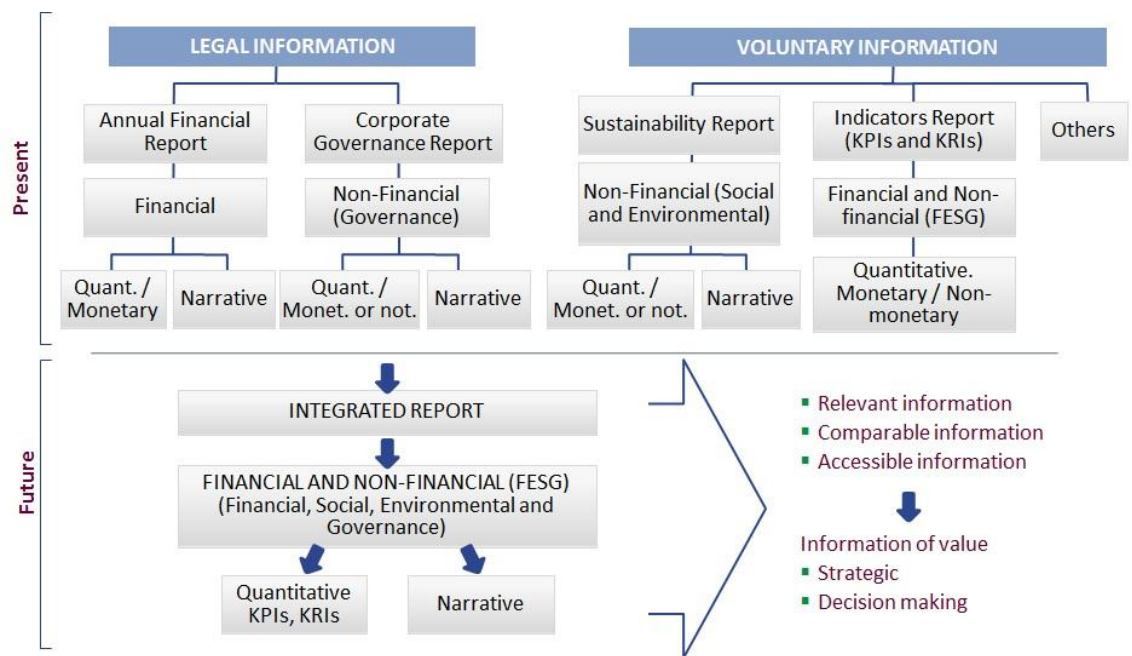 LEGAL INFORMATION
VOLUNTARY INFORMATION
Present
Annual Financial
Report
Corporate
Governance Report
Sustainability Report
Indicators Report
(KPIs and KRIs)
Others
Financial
Non-Financial
(Governance)
Non-Financial (Social
and Environmental)
Financial and Non-
financial (FESG)
Quant. /
Monetary
Narrative
Quant. /
Monet. or not.
Narrative
Quant. /
Monet. or not.
Narrative
Quantitative.
Monetary / Non-
monetary
Future
INTEGRATED REPORT
FINANCIAL AND NON-FINANCIAL (FESG)
(Financial, Social, Environmental and
Governance)
Quantitative
KPIs, KRIs
Narrative
Relevant information
Comparable information
Accessible information
Information of value
Strategic
Decision making